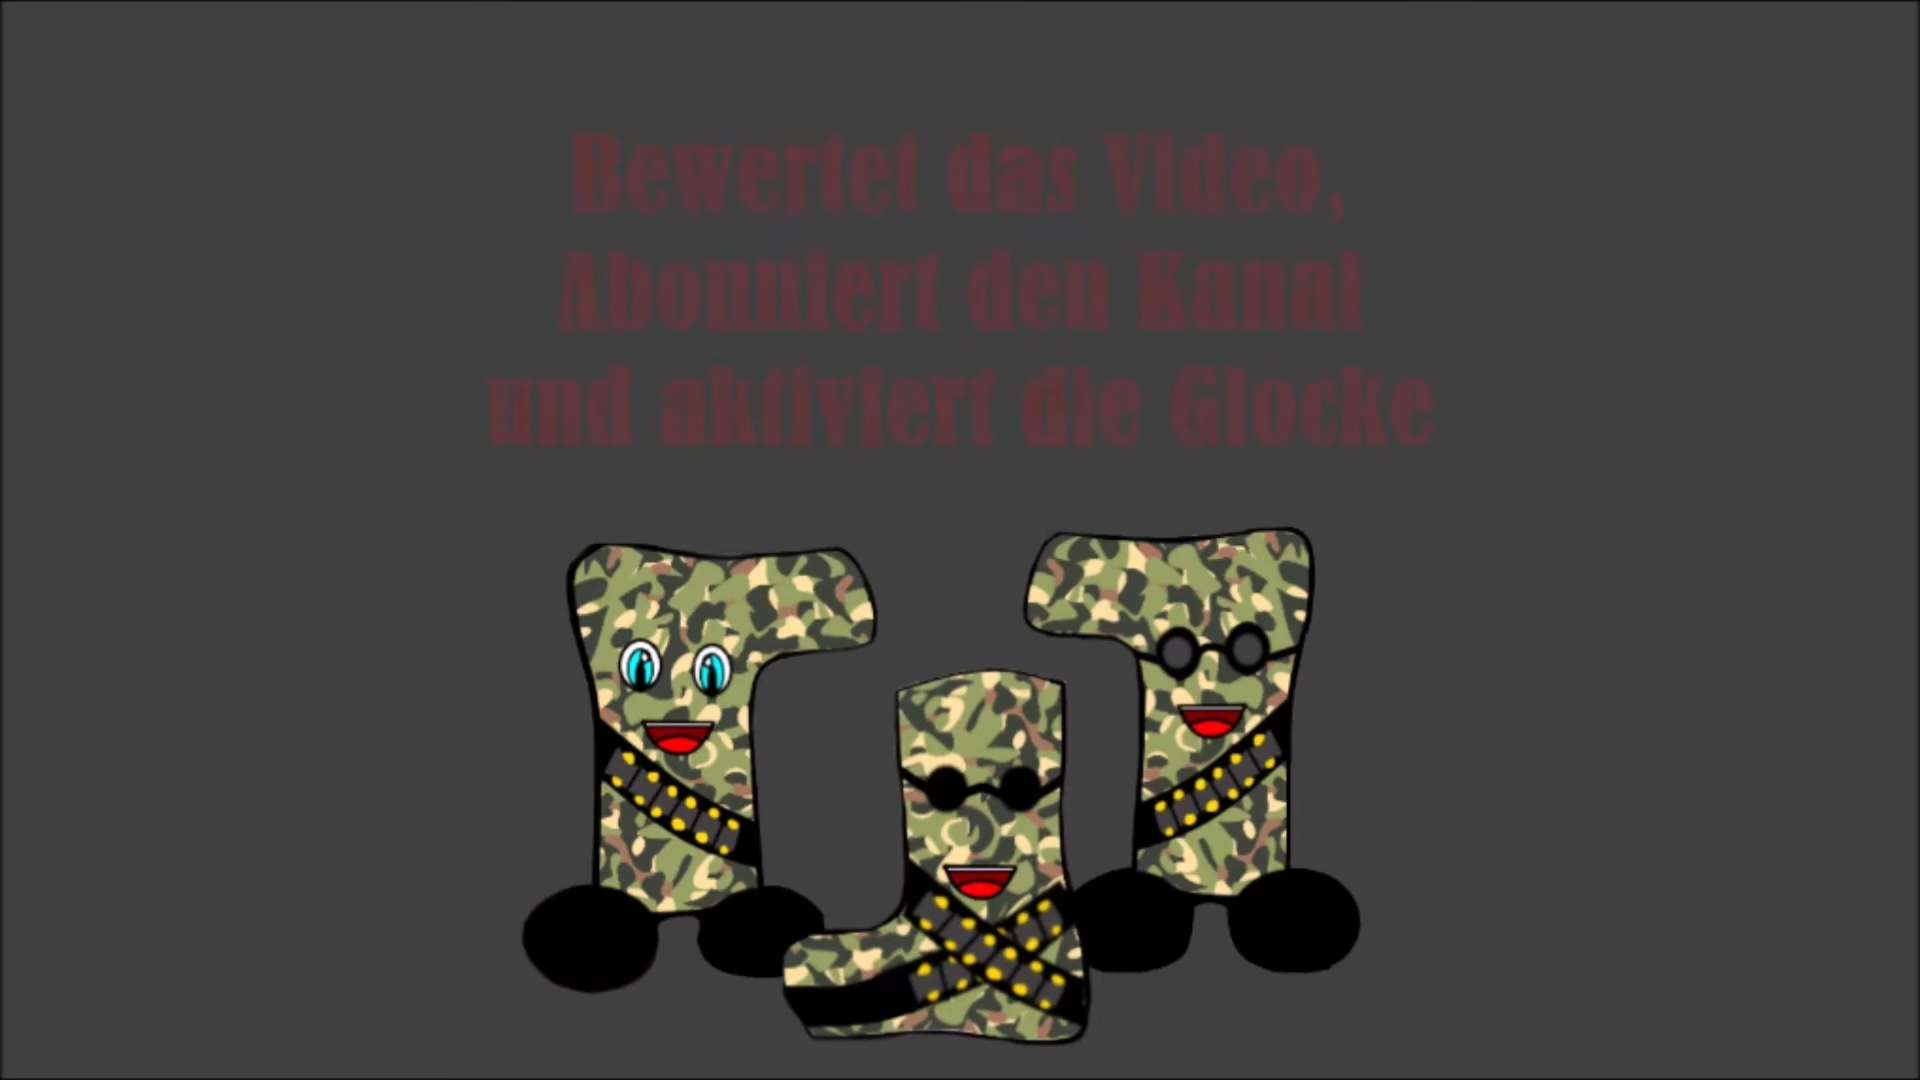 Bewertet das Video,
Abonniert den Kanal
und aktiviert die Glocke